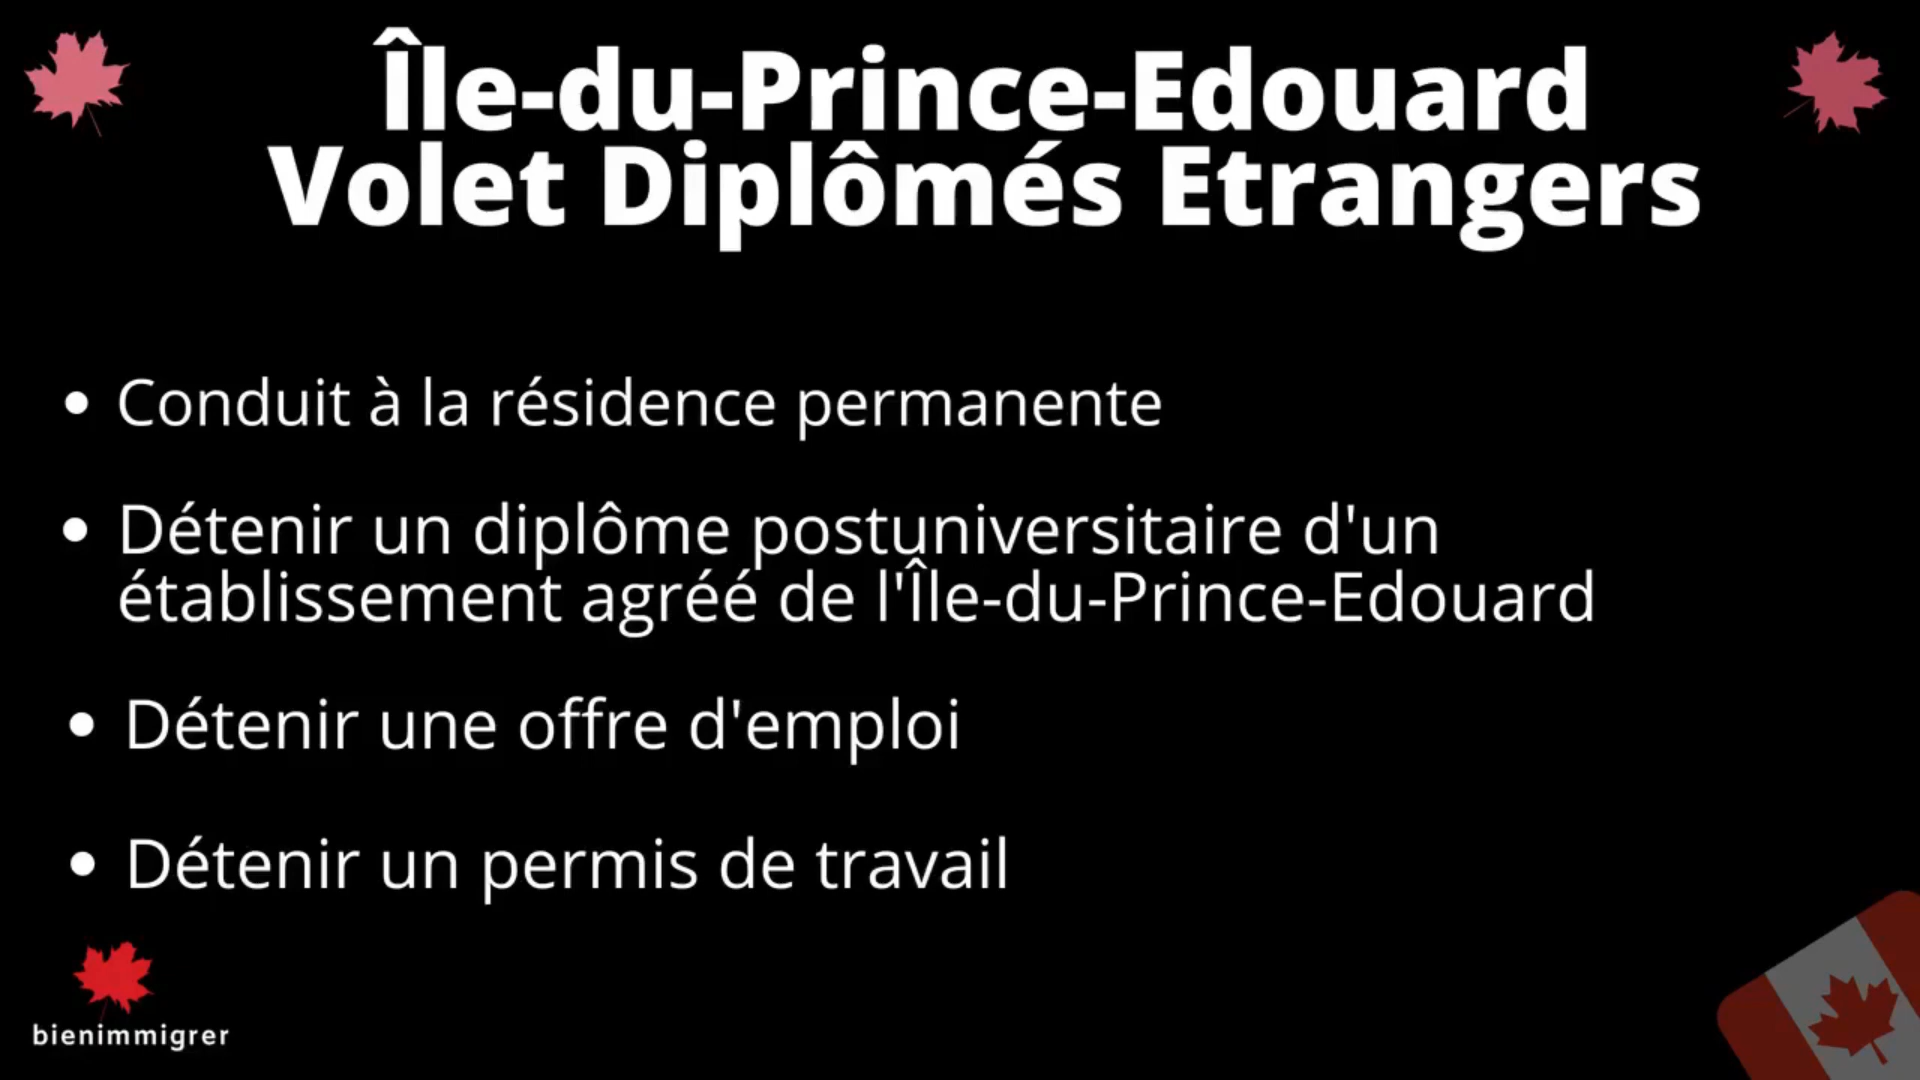 Île-du-Prince-Edouard
Volet Diplômés Etrangers
• Conduit à la résidence permanente
• Détenir un diplôme postuniversitaire d'un
établissement agréé de l'Île-du-Prince-Edouard
• Détenir une offre d'emploi
• Détenir un permis de travail
bienimmigrer